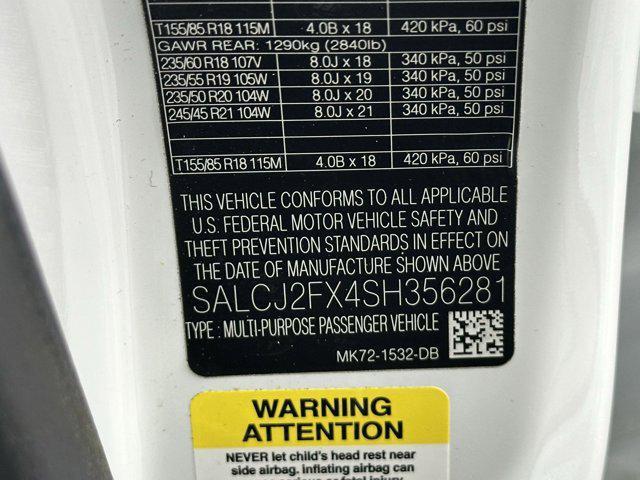 T155/85 R18 115M 4.0B x 18 420 kPa, 60 psi
GAWR REAR: 1290kg (2840lb)
235/60 R18 107V 8.0J x 18 340 kPa, 50 psi
235/55 R19 105W 8.0J x 19 340 kPa, 50 psi
235/50 R20 104W 8.0J x 20 340 kPa, 50 psi
245/45 R21 104W 8.0J x 21 340 kPa, 50 psi
T155/85 R18 115M 4.0B x 18 420 kPa, 60 psi
THIS VEHICLE CONFORMS TO ALL APPLICABLE
U.S. FEDERAL MOTOR VEHICLE SAFETY AND
THEFT PREVENTION STANDARDS IN EFFECT ON
THE DATE OF MANUFACTURE SHOWN ABOVE
SALCJ2FX4SH356281
TYPE : MULTI-PURPOSE PASSENGER VEHICLE
MK72-1532-DB
WARNING
ATTENTION
NEVER let child's head rest near
side airbag. inflating airbag can